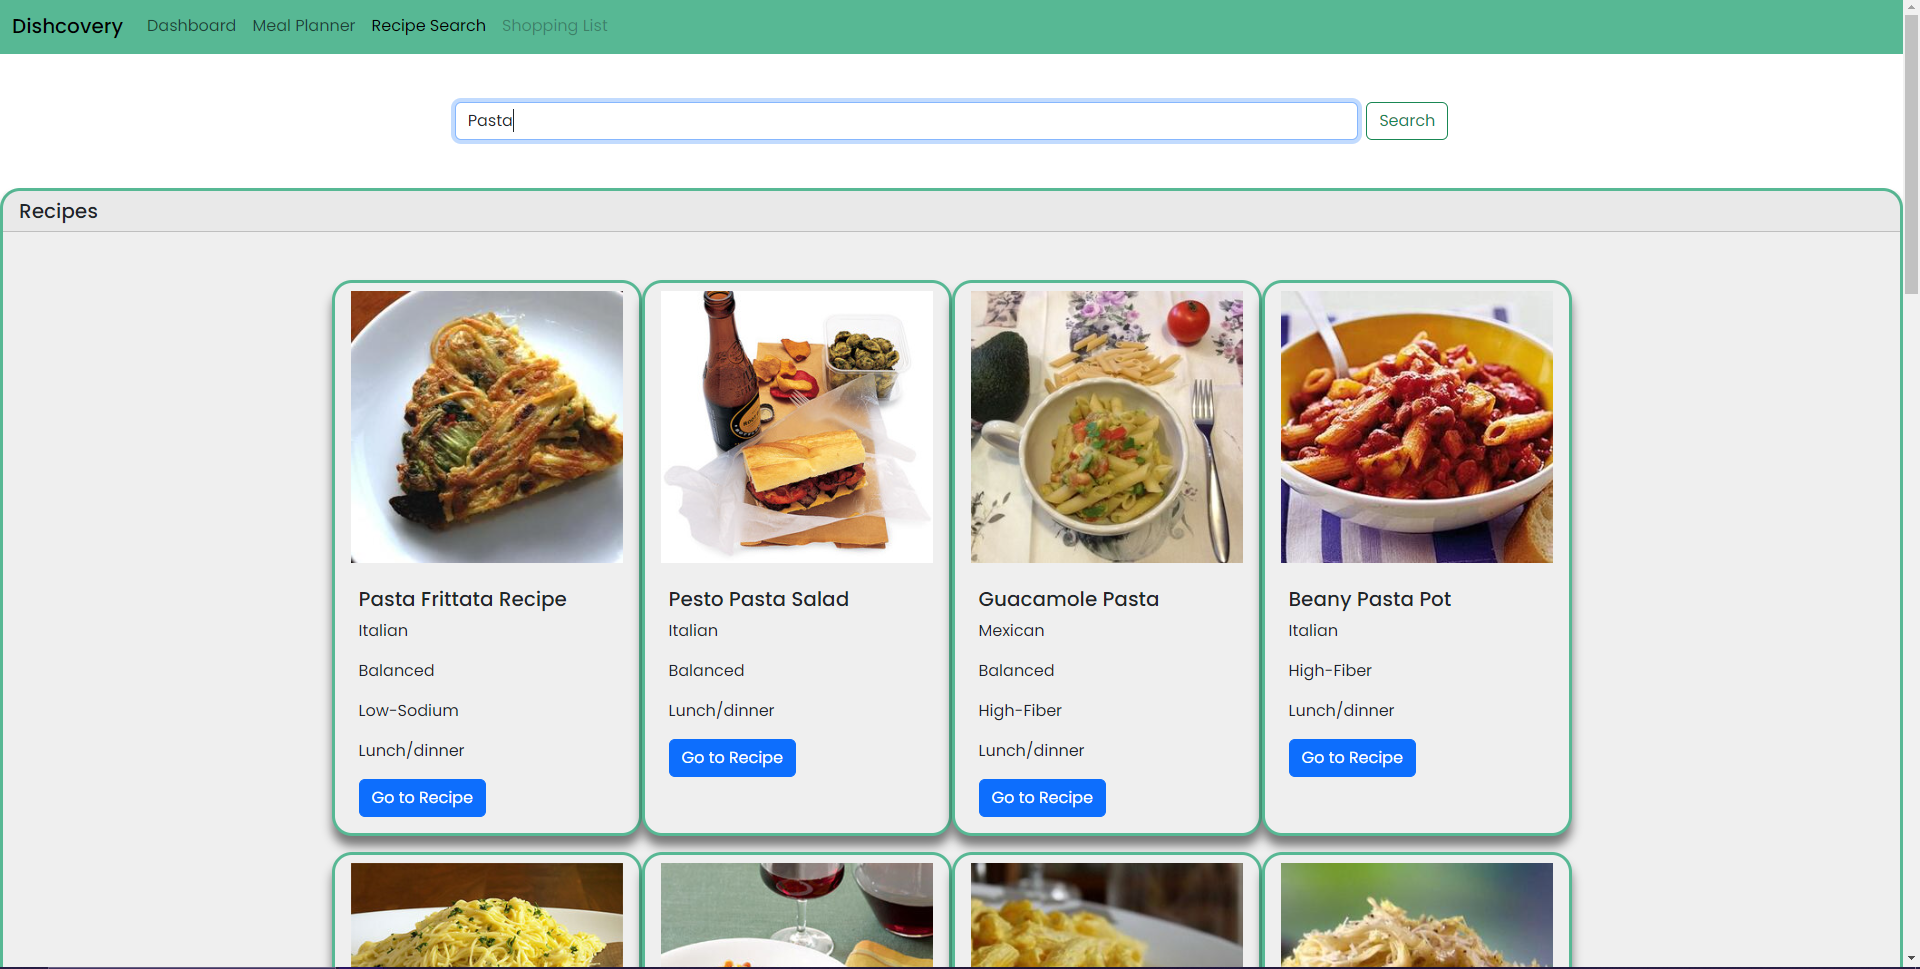 Dishcovery Dashboard Meal Planner Recipe Search Shopping List
Pasta Search
Recipes
Pasta Frittata Recipe
Italian
Balanced
Low-Sodium
Lunch/dinner
Go to Recipe
Pesto Pasta Salad
Italian
Balanced
Lunch/dinner
Go to Recipe
Guacamole Pasta
Mexican
Balanced
High-Fiber
Lunch/dinner
Go to Recipe
Beany Pasta Pot
Italian
High-Fiber
Lunch/dinner
Go to Recipe